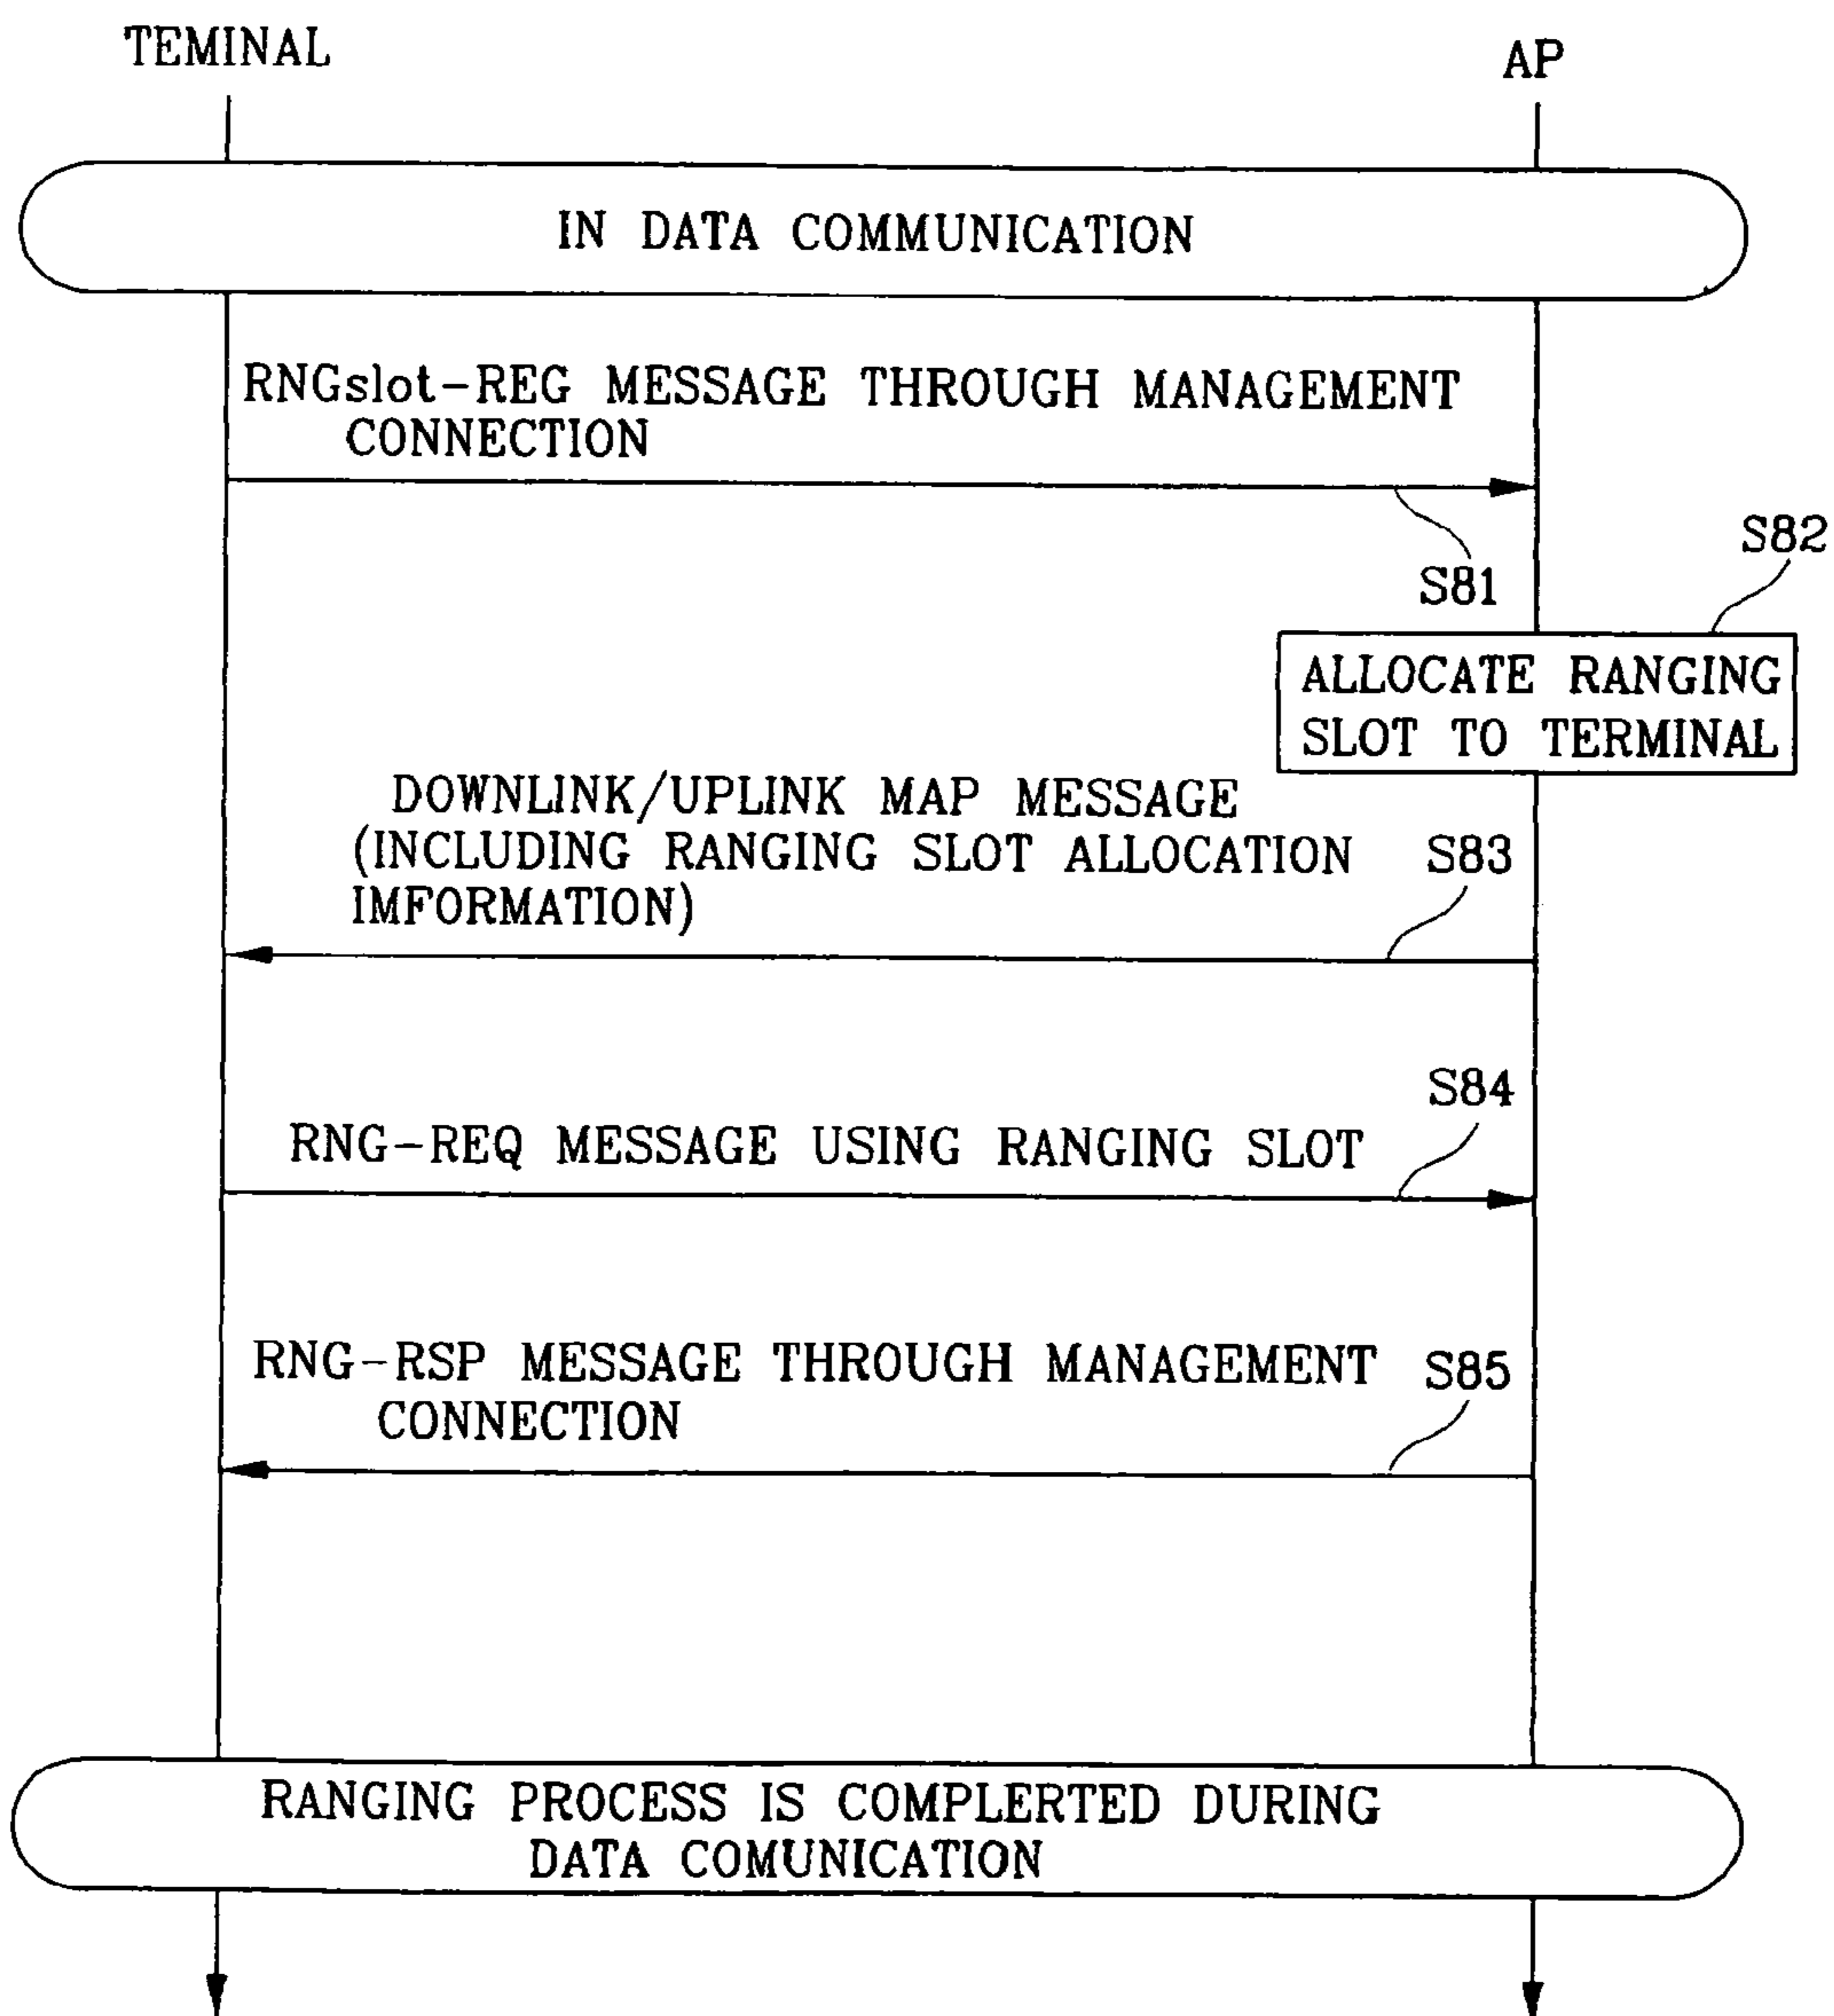 TEMINAL
AP
IN DATA COMMUNICATION
RNGslot-REG MESSAGE THROUGH MANAGEMENT
CONNECTION
S81
S82
ALLOCATE RANGING
SLOT TO TERMINAL
DOWNLINK/UPLINK MAP MESSAGE
(INCLUDING RANGING SLOT ALLOCATION
IMFORMATION)
S83
S84
RNG-REQ MESSAGE USING RANGING SLOT
RNG-RSP MESSAGE THROUGH MANAGEMENT
CONNECTION
S85
RANGING PROCESS IS COMPLERTED DURING
DATA COMUNICATION